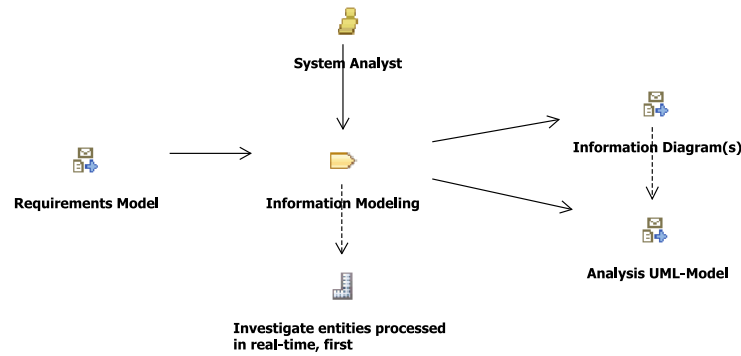 System Analyst
Information Diagram(s)
Requirements Model
Information Modeling
Analysis UML-Model
Investigate entities processed
in real-time, first